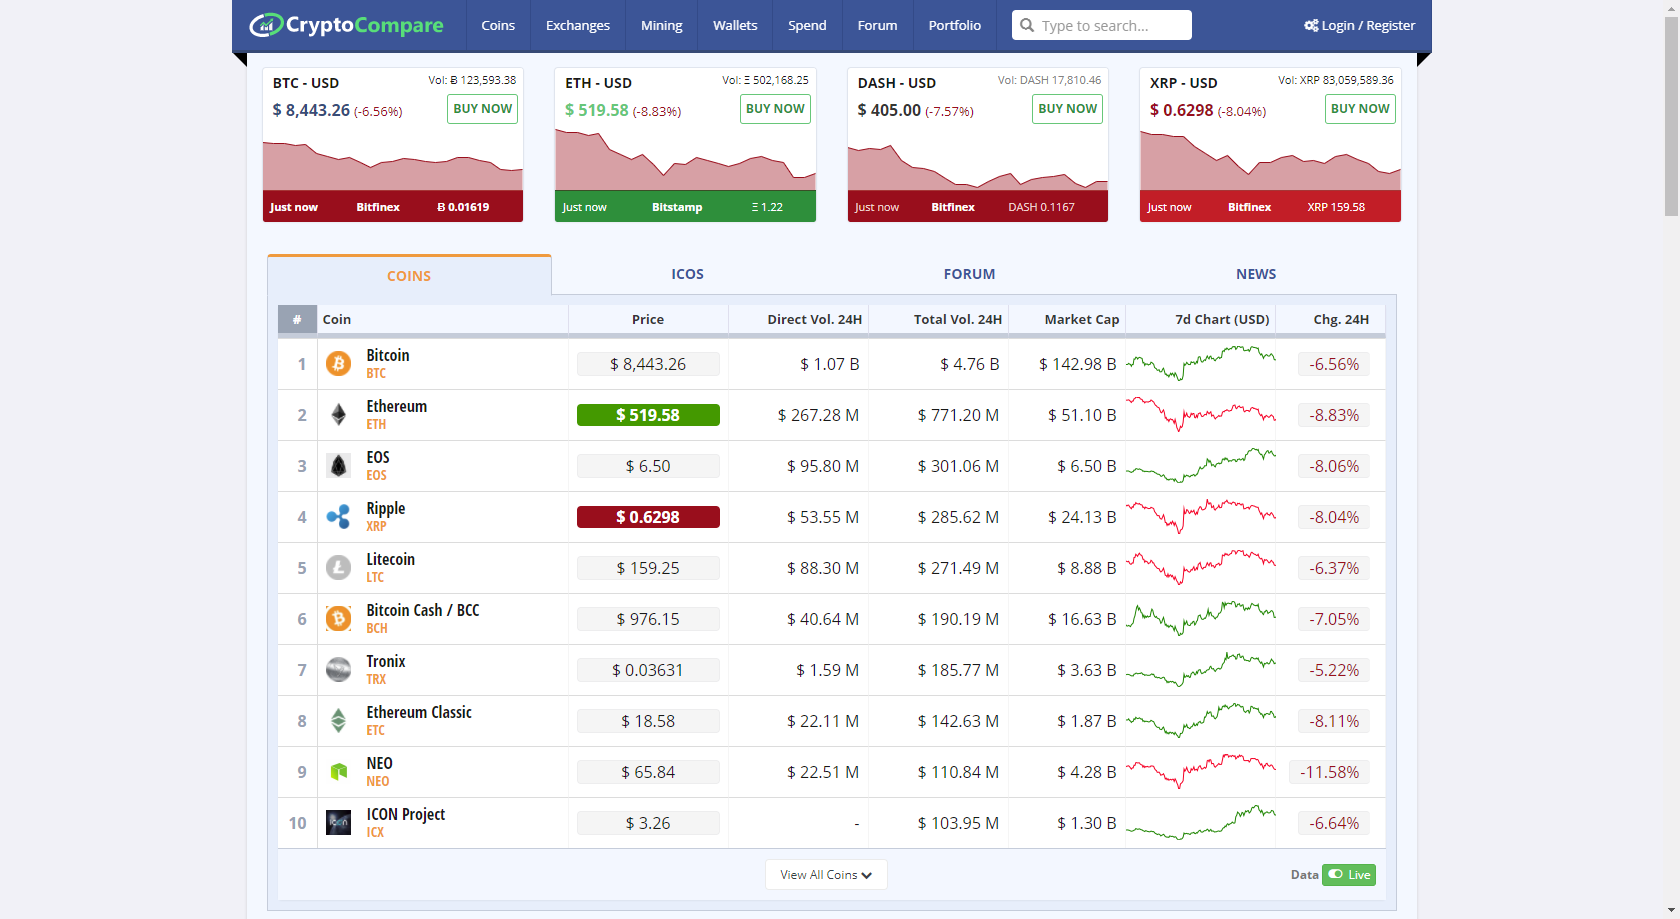 CryptoCompare Coins Exchanges Mining Wallets Spend Forum Portfolio Type to search... Login / Register
BTC - USD Vol: Ƀ 123,593.38
$ 8,443.26 (-6.56%) BUY NOW
Just now Bitfinex Ƀ 0.01619
ETH - USD Vol: Ξ 502,168.25
$ 519.58 (-8.83%) BUY NOW
Just now Bitstamp Ξ 1.22
DASH - USD Vol: DASH 17,810.46
$ 405.00 (-7.57%) BUY NOW
Just now Bitfinex DASH 0.1167
XRP - USD Vol: XRP 83,059,589.36
$ 0.6298 (-8.04%) BUY NOW
Just now Bitfinex XRP 159.58
COINS ICOS FORUM NEWS
# Coin Price Direct Vol. 24H Total Vol. 24H Market Cap 7d Chart (USD) Chg. 24H
1 Bitcoin $ 8,443.26 $ 1.07 B $ 4.76 B $ 142.98 B -6.56%
BTC
2 Ethereum $ 519.58 $ 267.28 M $ 771.20 M $ 51.10 B -8.83%
ETH
3 EOS $ 6.50 $ 95.80 M $ 301.06 M $ 6.50 B -8.06%
EOS
4 Ripple $ 0.6298 $ 53.55 M $ 285.62 M $ 24.13 B -8.04%
XRP
5 Litecoin $ 159.25 $ 88.30 M $ 271.49 M $ 8.88 B -6.37%
LTC
6 Bitcoin Cash / BCC $ 976.15 $ 40.64 M $ 190.19 M $ 16.63 B -7.05%
BCH
7 Tronix $ 0.03631 $ 1.59 M $ 185.77 M $ 3.63 B -5.22%
TRX
8 Ethereum Classic $ 18.58 $ 22.11 M $ 142.63 M $ 1.87 B -8.11%
ETC
9 NEO $ 65.84 $ 22.51 M $ 110.84 M $ 4.28 B -11.58%
NEO
10 icon ICON Project $ 3.26 - $ 103.95 M $ 1.30 B -6.64%
ICX
View All Coins Data Live